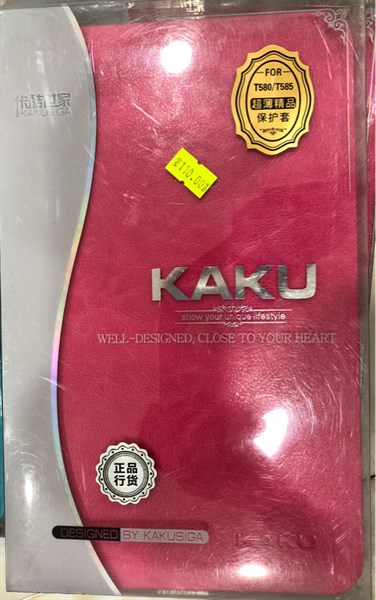 KAKUSIGA
FOR
T580/T585
超薄精品
保护套
KAKU
show your unique lifestyle
WELL-DESIGNED, CLOSE TO YOUR HEART
正品
行货
DESIGNED BY KAKUSIGA
KAKU